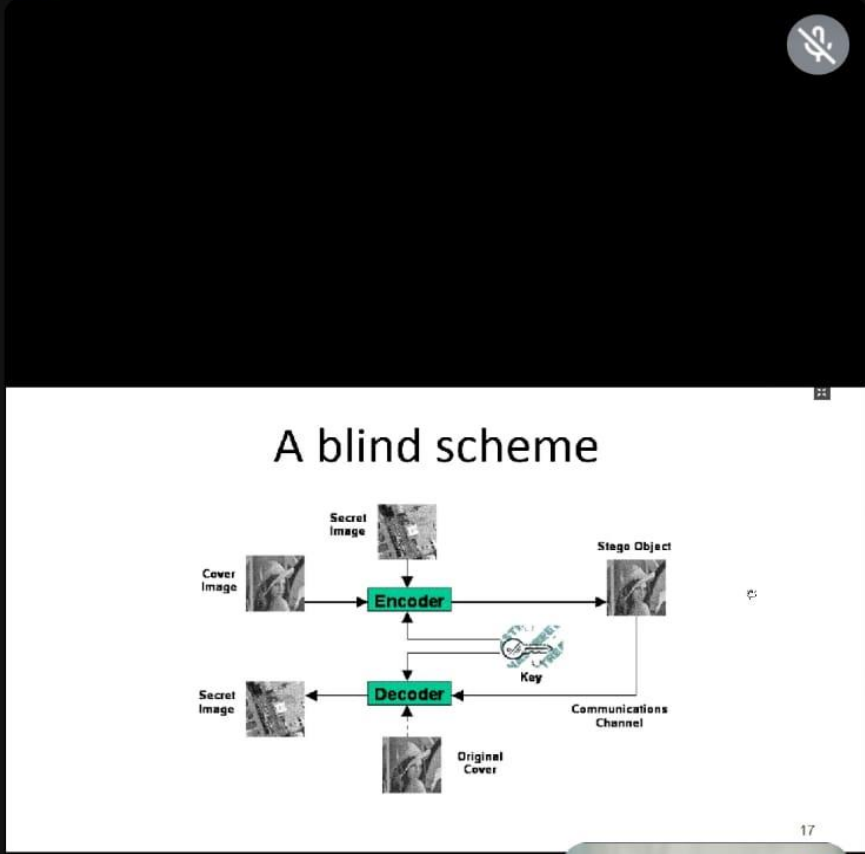 A blind scheme
Secret
Image
Stego Object
Cover
Image
Encoder
Key
Secret
Image
Decoder
Communications
Channel
Original
Cover
17